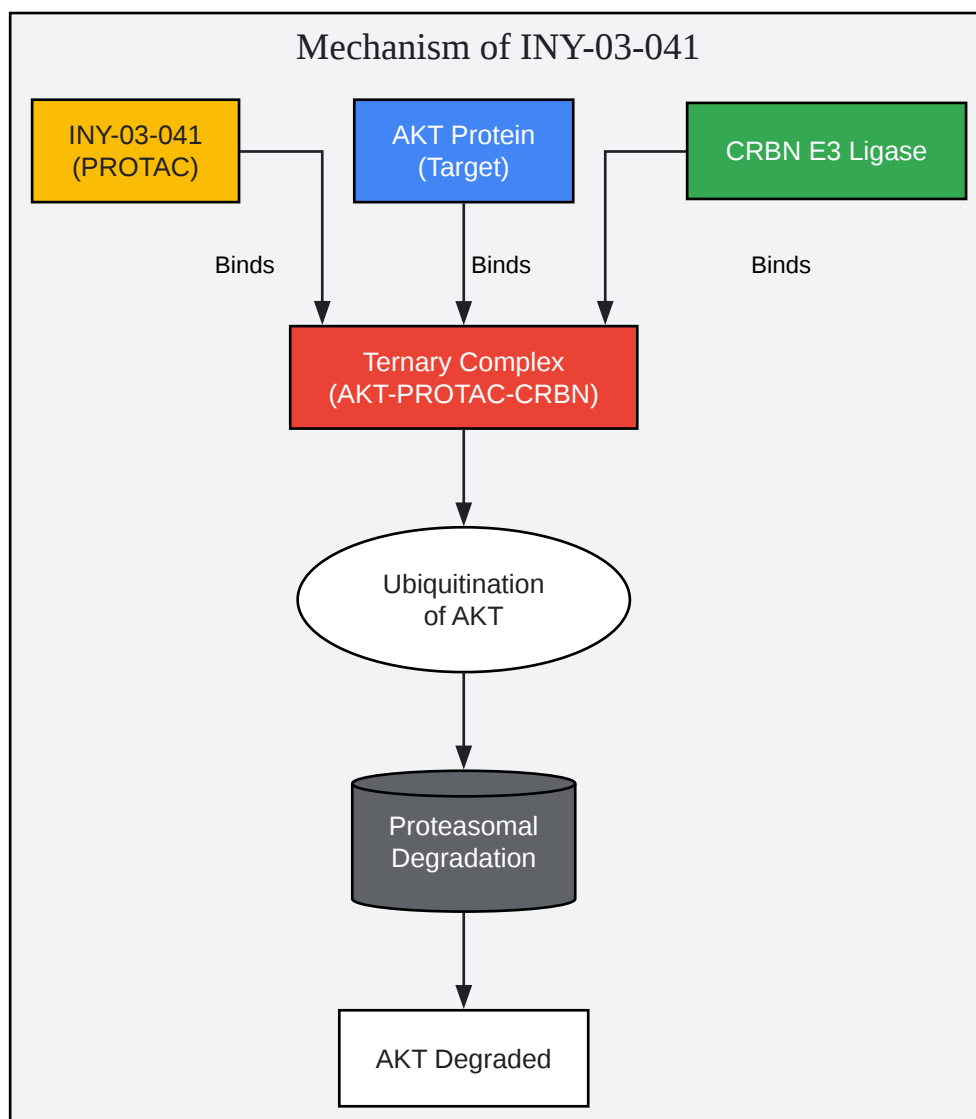 Mechanism of INY-03-041
INY-03-041
(PROTAC)
AKT Protein
(Target)
CRBN E3 Ligase
Binds
Binds
Binds
Ternary Complex
(AKT-PROTAC-CRBN)
Ubiquitination
of AKT
Proteasomal
Degradation
AKT Degraded